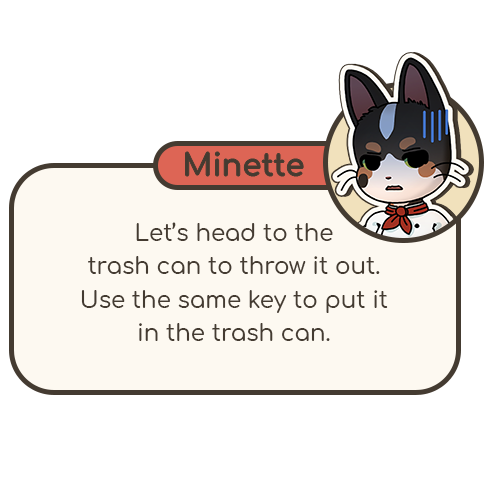 Minette
Let’s head to the
trash can to throw it out.
Use the same key to put it
in the trash can.